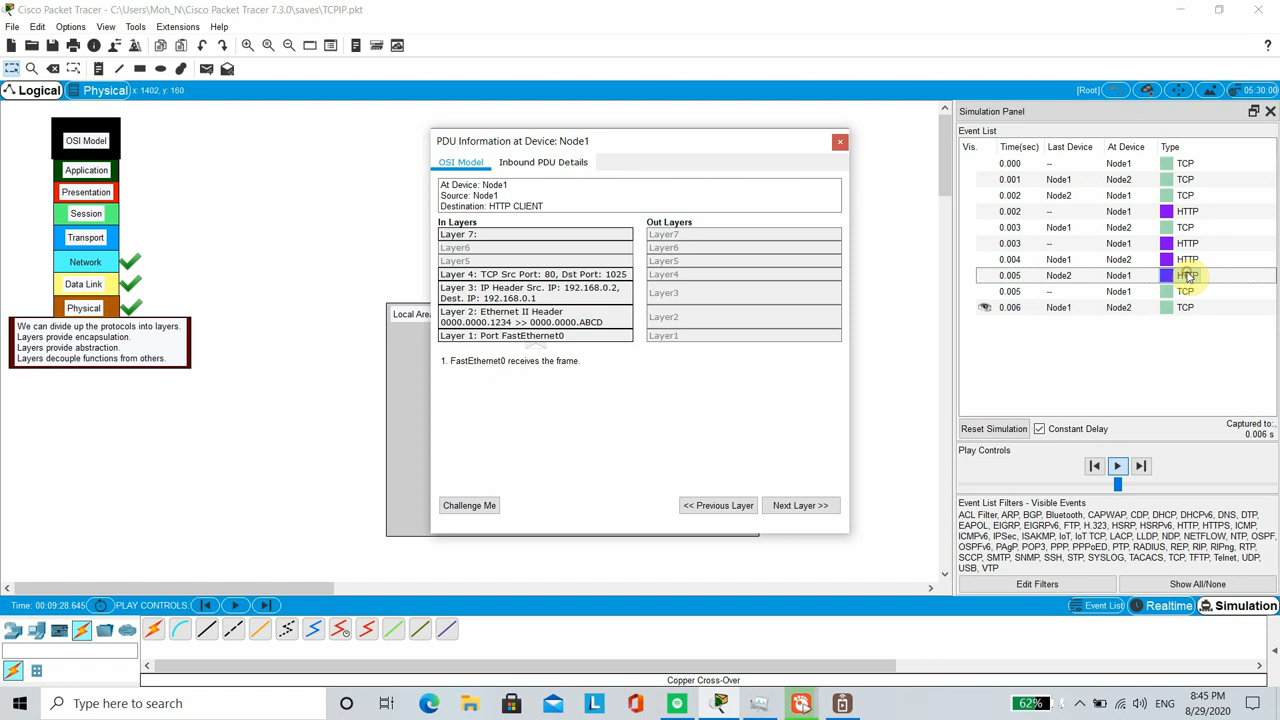 Cisco Packet Tracer - C:\Users\Moh_N\Cisco Packet Tracer 7.3.0\saves\TCPIP.pkt
File Edit Options View Tools Extensions Help
?
Logical Physical x: 1402, y: 160 [Root] 05:30:00
OSI Model
Application
Presentation
Session
Transport
Network
Data Link
Physical
We can divide up the protocols into layers.
Layers provide encapsulation.
Layers provide abstraction.
Layers decouple functions from others.
Local Area
PDU Information at Device: Node1
OSI Model Inbound PDU Details
At Device: Node1
Source: Node1
Destination: HTTP CLIENT
In Layers Out Layers
Layer 7: Layer7
Layer6 Layer6
Layer5 Layer5
Layer 4: TCP Src Port: 80, Dst Port: 1025 Layer4
Layer 3: IP Header Src. IP: 192.168.0.2,
Dest. IP: 192.168.0.1 Layer3
Layer 2: Ethernet II Header
0000.0000.1234 >> 0000.0000.ABCD Layer2
Layer 1: Port FastEthernet0 Layer1
1. FastEthernet0 receives the frame.
Challenge Me << Previous Layer Next Layer >>
Simulation Panel
Event List
Vis. Time(sec) Last Device At Device Type
0.000 -- Node1 TCP
0.001 Node1 Node2 TCP
0.002 Node2 Node1 TCP
0.002 -- Node1 HTTP
0.003 Node1 Node2 TCP
0.003 -- Node1 HTTP
0.004 Node1 Node2 HTTP
0.005 Node2 Node1 HTTP
0.005 -- Node1 TCP
0.006 Node1 Node2 TCP
Reset Simulation Constant Delay Captured to:
0.006 s
Play Controls
Event List Filters - Visible Events
ACL Filter, ARP, BGP, Bluetooth, CAPWAP, CDP, DHCP, DHCPv6, DNS, DTP,
EAPOL, EIGRP, EIGRPv6, FTP, H.323, HSRP, HSRPv6, HTTP, HTTPS, ICMP,
ICMPv6, IPSec, ISAKMP, IoT, IoT TCP, LACP, LLDP, NDP, NETFLOW, NTP, OSPF,
OSPFv6, PAgP, POP3, PPP, PPPoED, PTP, RADIUS, REP, RIP, RIPng, RTP,
SCCP, SMTP, SNMP, SSH, STP, SYSLOG, TACACS, TCP, TFTP, Telnet, UDP,
USB, VTP
Edit Filters Show All/None
Time: 00:09:28.645 PLAY CONTROLS: Event List Realtime Simulation
Copper Cross-Over
Type here to search 62% ENG 8:45 PM
8/29/2020